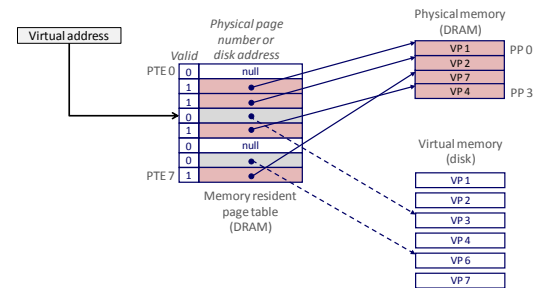 Virtual address
Physical page
number or
disk address
Valid
PTE 0
0
null
1
1
0
1
0
null
0
PTE 7
1
Memory resident
page table
(DRAM)
Physical memory
(DRAM)
VP 1
PP 0
VP 2
VP 7
VP 4
PP 3
Virtual memory
(disk)
VP 1
VP 2
VP 3
VP 4
VP 6
VP 7